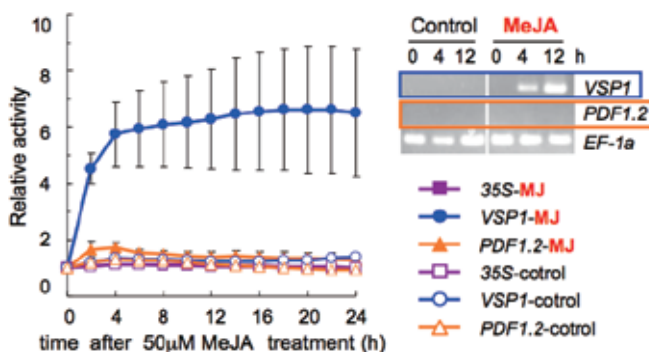 Relative activity
10
8
6
4
2
0
0 4 8 12 16 20 24
time after 50μM MeJA treatment (h)
Control MeJA
0 4 12 0 4 12 h
VSP1
PDF1.2
EF-1a
35S-MJ
VSP1-MJ
PDF1.2-MJ
35S-cotrol
VSP1-cotrol
PDF1.2-cotrol